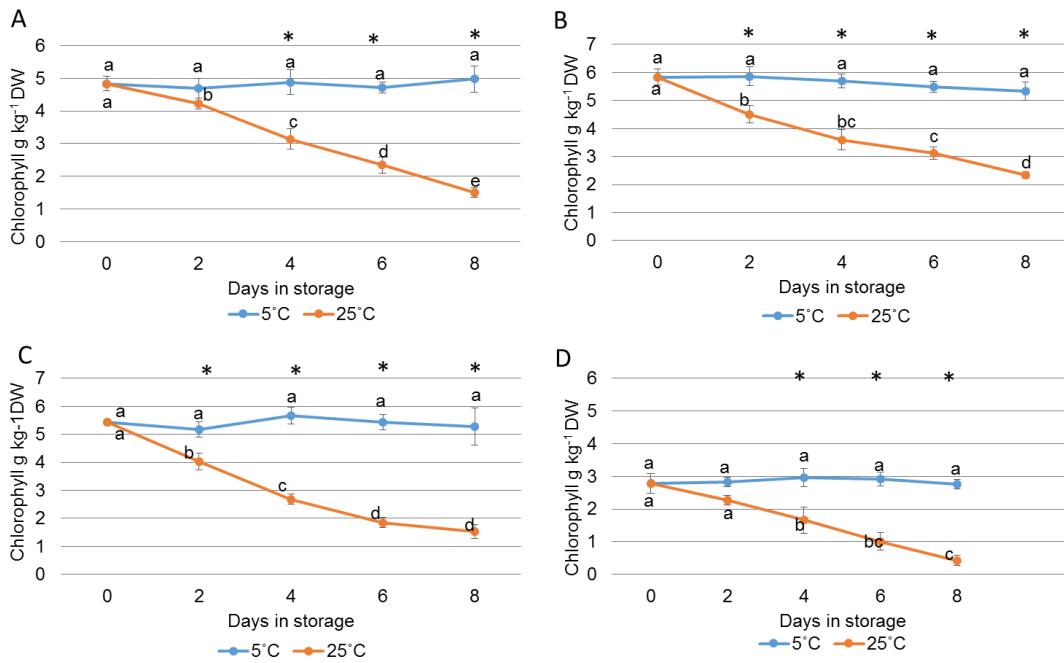 A
* * *
6
5
4
3
2
1
0
a a a a a
a b c d e
0 2 4 6 8
Chlorophyll g kg⁻¹ DW
Days in storage
5˚C 25˚C
B
* * * *
7
6
5
4
3
2
1
0
a a a a a
a b bc c d
0 2 4 6 8
Chlorophyll g kg⁻¹ DW
Days in storage
5˚C 25˚C
C
* * * *
7
6
5
4
3
2
1
0
a a a a a
a b c d d
0 2 4 6 8
Chlorophyll g kg-1DW
Days in storage
5˚C 25˚C
D
* * *
6
5
4
3
2
1
0
a a a a a
a a b bc c
0 2 4 6 8
Chlorophyll g kg⁻¹ DW
Days in storage
5˚C 25˚C